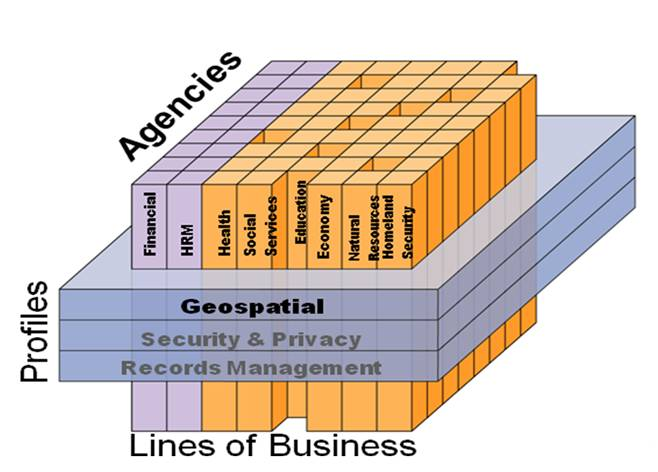 Agencies
Financial
HRM
Health
Social
Services
Education
Economy
Natural
Resources
Homeland
Security
Profiles
Geospatial
Security & Privacy
Records Management
Lines of Business